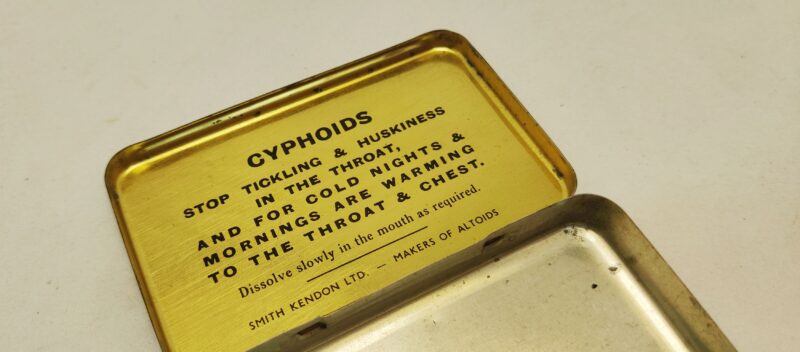 CYPHOIDS
STOP TICKLING & HUSKINESS
IN THE THROAT,
AND FOR COLD NIGHTS &
MORNINGS ARE WARMING
TO THE THROAT & CHEST.
Dissolve slowly in the mouth as required.
SMITH KENDON LTD. — MAKERS OF ALTOIDS